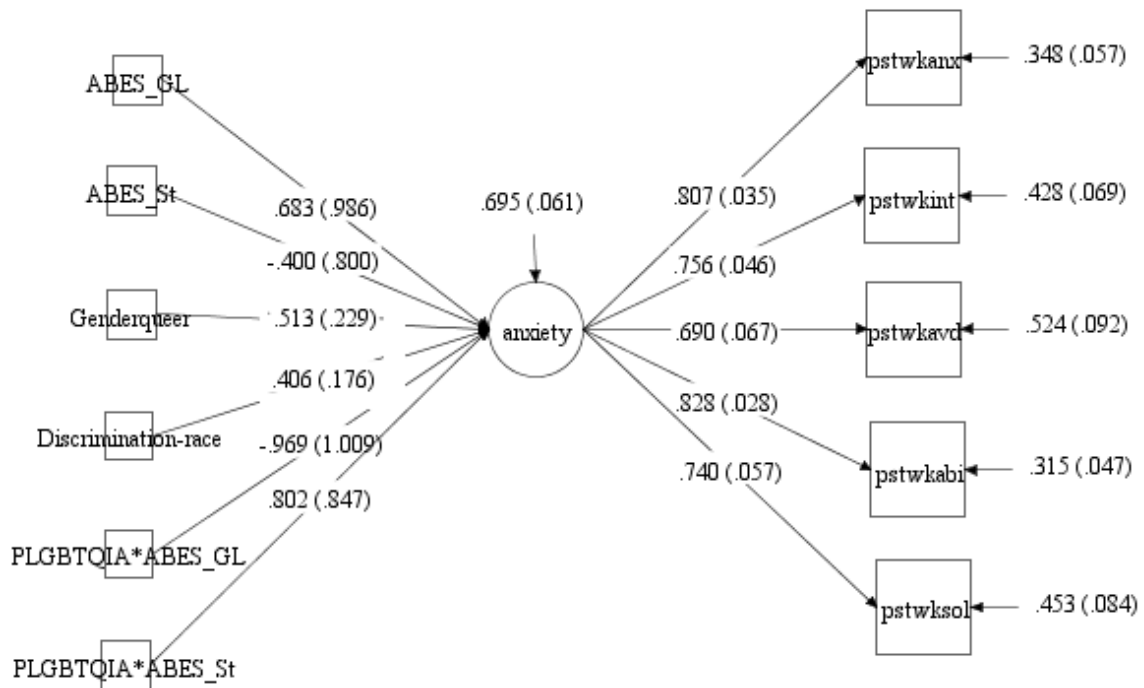 ABES_GL
ABES_St
Genderqueer
Discrimination-race
PLGBTQIA*ABES_GL
PLGBTQIA*ABES_St
.683 (.986)
-.400 (.800)
.513 (.229)
.406 (.176)
-.969 (1.009)
.802 (.847)
.695 (.061)
anxiety
.807 (.035)
.756 (.046)
.690 (.067)
.828 (.028)
.740 (.057)
pstwkanx
.348 (.057)
pstwkint
.428 (.069)
pstwkavd
.524 (.092)
pstwkabi
.315 (.047)
pstwksol
.453 (.084)